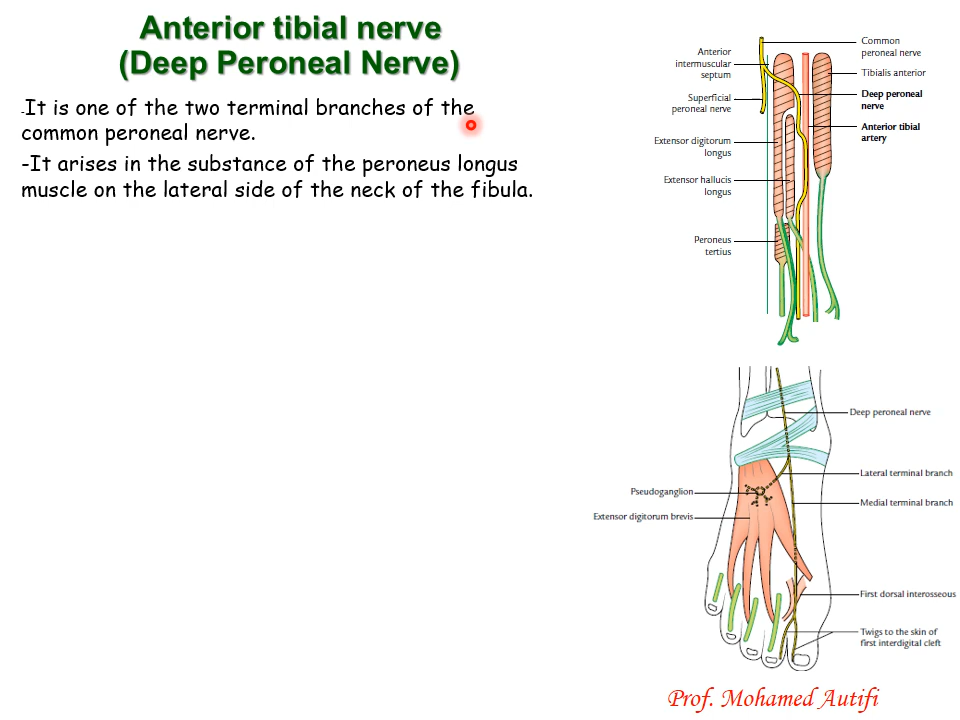 Anterior tibial nerve
(Deep Peroneal Nerve)
-It is one of the two terminal branches of the
common peroneal nerve.
-It arises in the substance of the peroneus longus
muscle on the lateral side of the neck of the fibula.
Anterior
intermuscular
septum
Superficial
peroneal nerve
Extensor digitorum
longus
Extensor hallucis
longus
Peroneus
tertius
Common
peroneal nerve
Tibialis anterior
Deep peroneal
nerve
Anterior tibial
artery
Deep peroneal nerve
Lateral terminal branch
Pseudoganglion
Medial terminal branch
Extensor digitorum brevis
First dorsal interosseous
Twigs to the skin of
first interdigital cleft
Prof. Mohamed Autifi